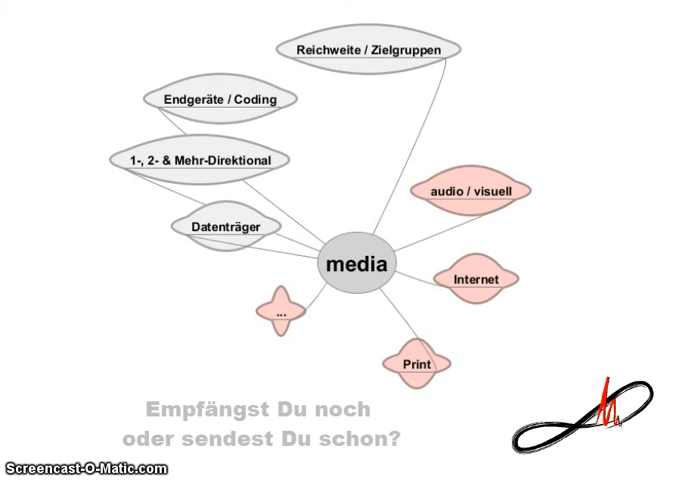 Reichweite / Zielgruppen
Endgeräte / Coding
1-, 2- & Mehr-Direktional
audio / visuell
Datenträger
media
Internet
...
Print
Empfängst Du noch
oder sendest Du schon?
Screencast-O-Matic.com